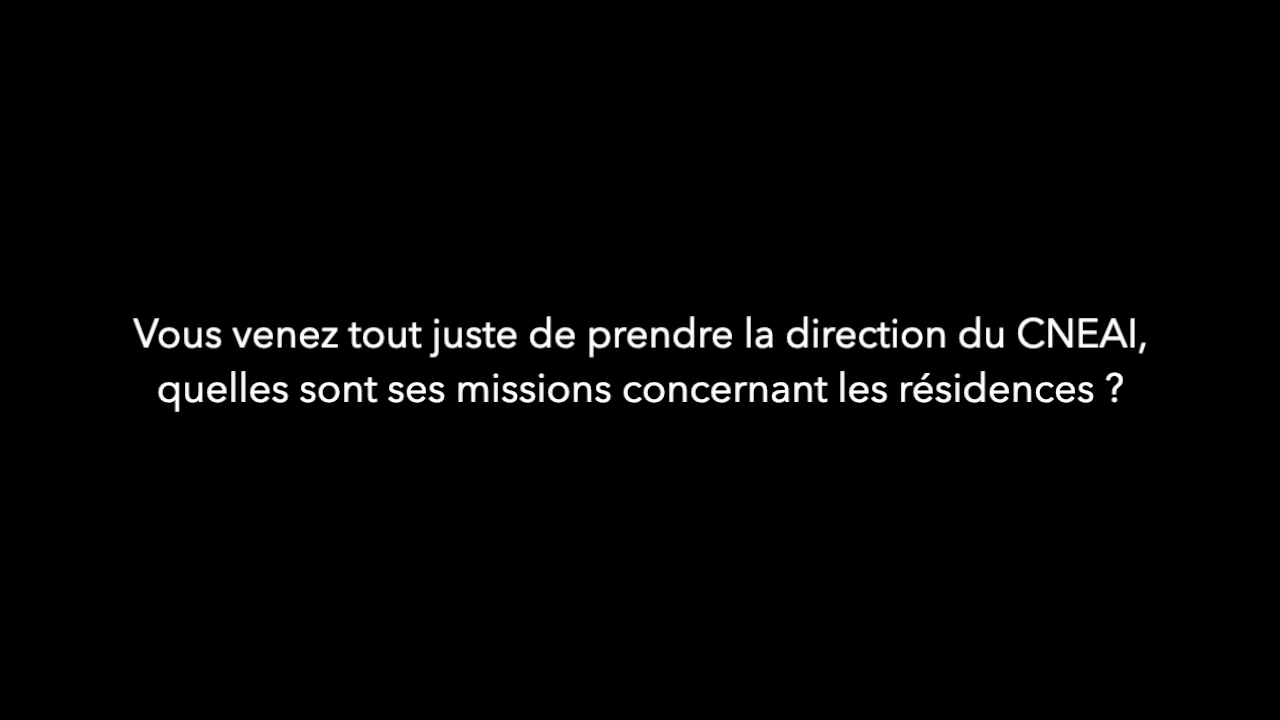 Vous venez tout juste de prendre la direction du CNEAI,
quelles sont ses missions concernant les résidences ?